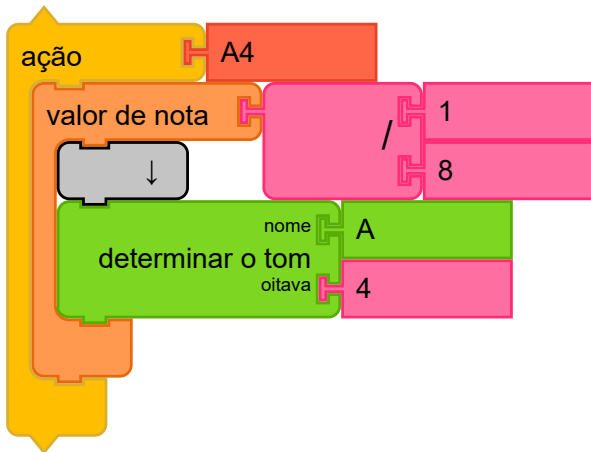 ação A4
valor de nota / 1
8
↓
nome A
determinar o tom
oitava 4